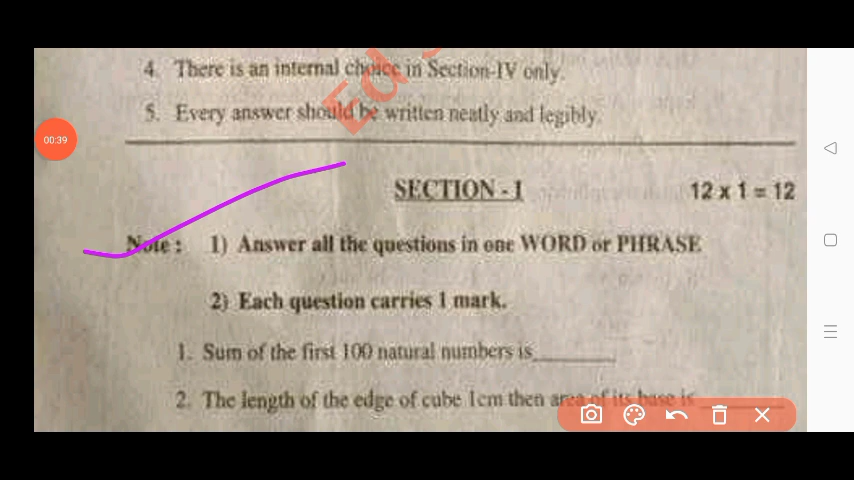 4. There is an internal choice in Section-IV only.
5. Every answer should be written neatly and legibly.
Ed
00:39
SECTION - I 12 x 1 = 12
Note : 1) Answer all the questions in one WORD or PHRASE
2) Each question carries 1 mark.
1. Sum of the first 100 natural numbers is________
2. The length of the edge of cube 1cm then area of its base is ________